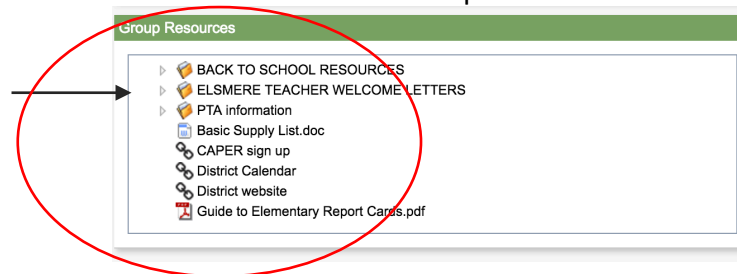 Group Resources
BACK TO SCHOOL RESOURCES
ELSMERE TEACHER WELCOME LETTERS
PTA information
Basic Supply List.doc
CAPER sign up
District Calendar
District website
Guide to Elementary Report Cards.pdf